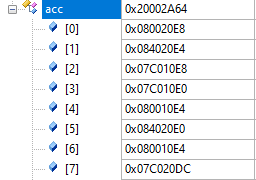 acc 0x20002A64
[0] 0x080020E8
[1] 0x084020E4
[2] 0x07C010E8
[3] 0x07C010E0
[4] 0x080010E4
[5] 0x084020E0
[6] 0x080010E4
[7] 0x07C020DC